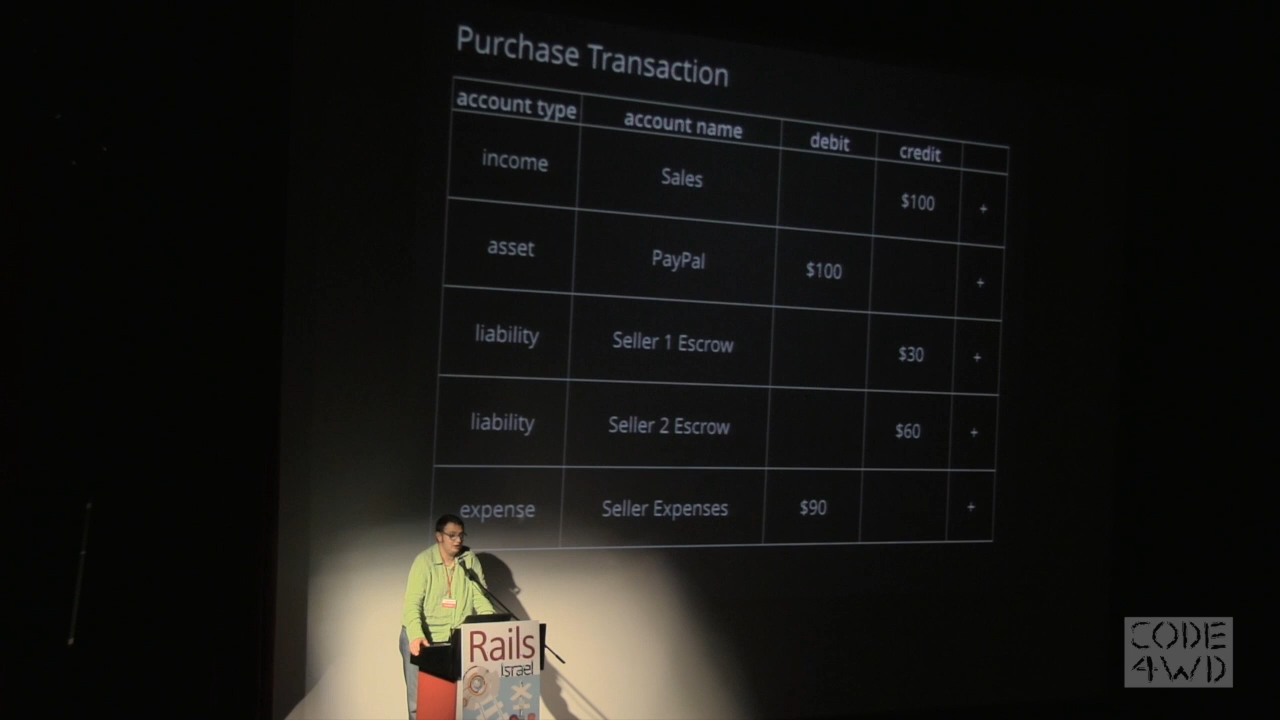 Purchase Transaction
account type account name debit credit
income Sales $100 +
asset PayPal $100 +
liability Seller 1 Escrow $30 +
liability Seller 2 Escrow $60 +
expense Seller Expenses $90 +
Rails
Israel
CODE
4WD